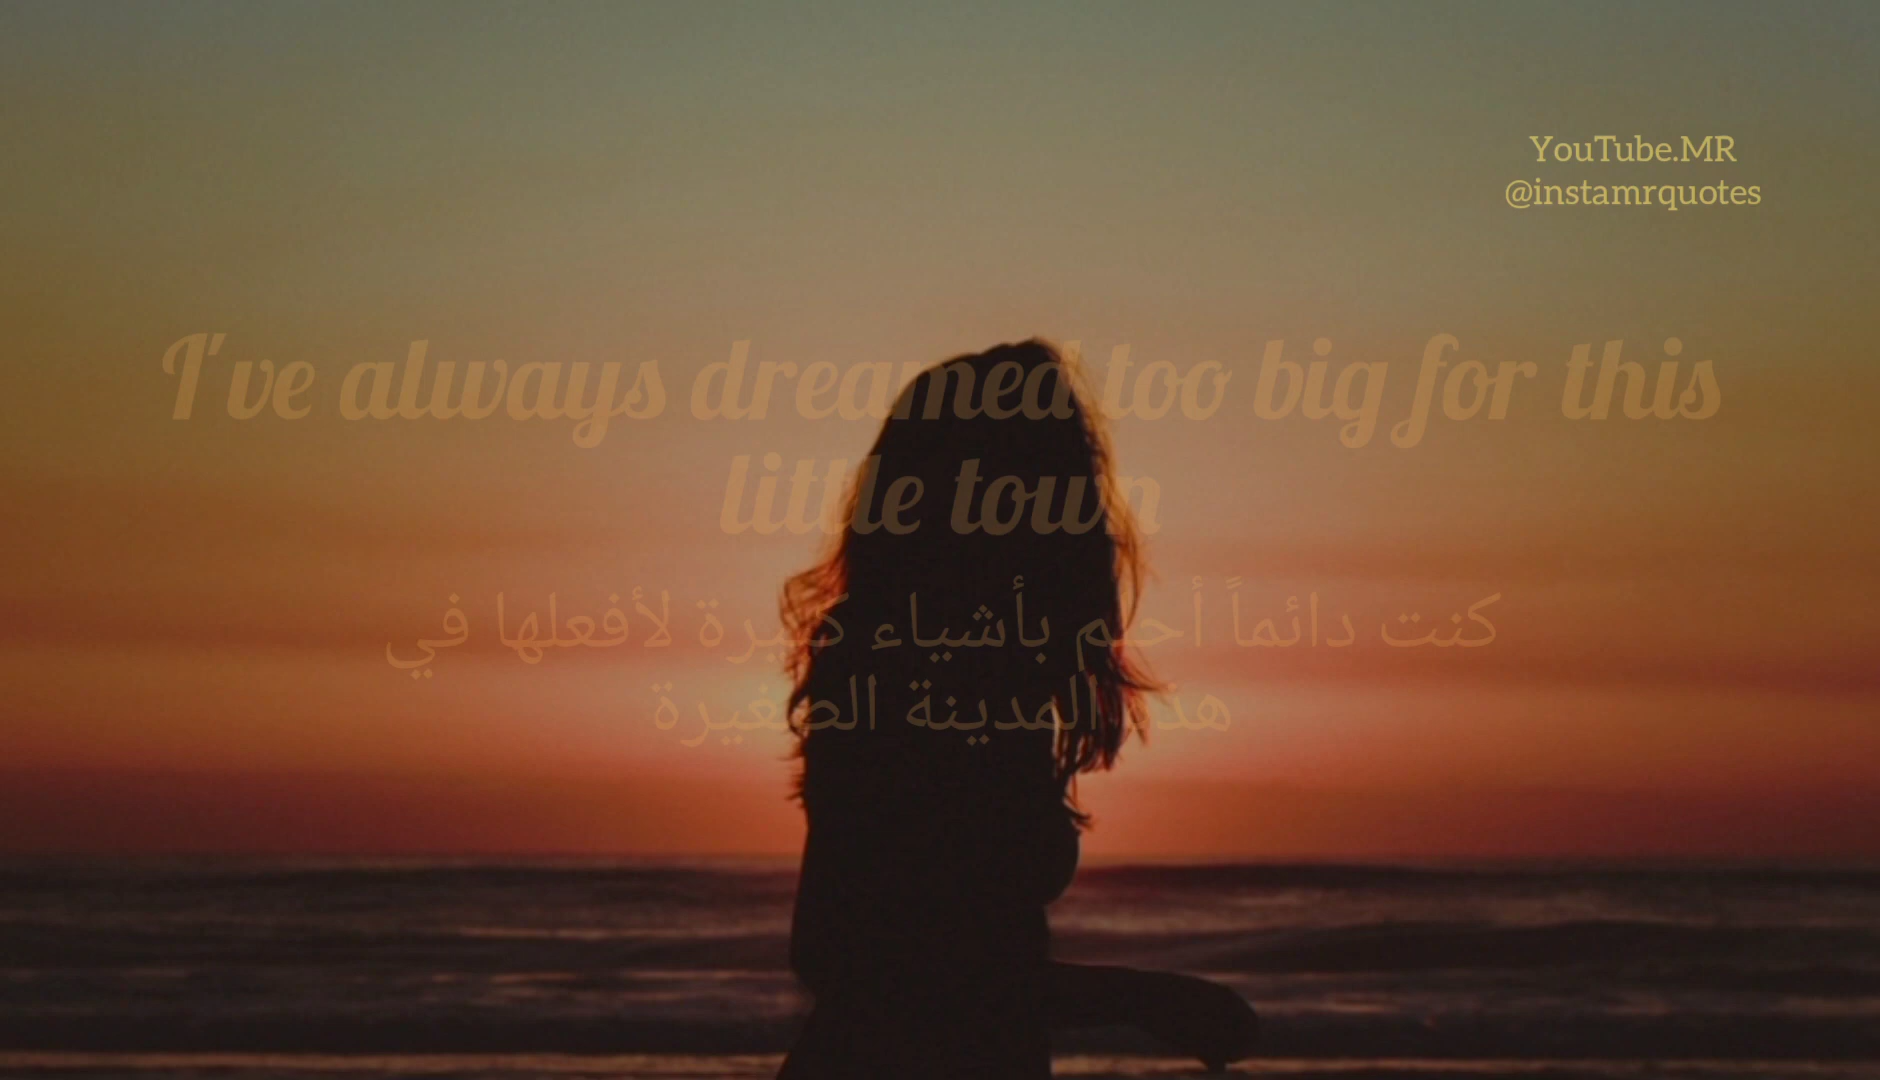 YouTube.MR
@instamrquotes
I've always dreamed too big for this
little town
كنت دائماً أحلم بأشياء كبيرة لأفعلها في
هذه المدينة الصغيرة